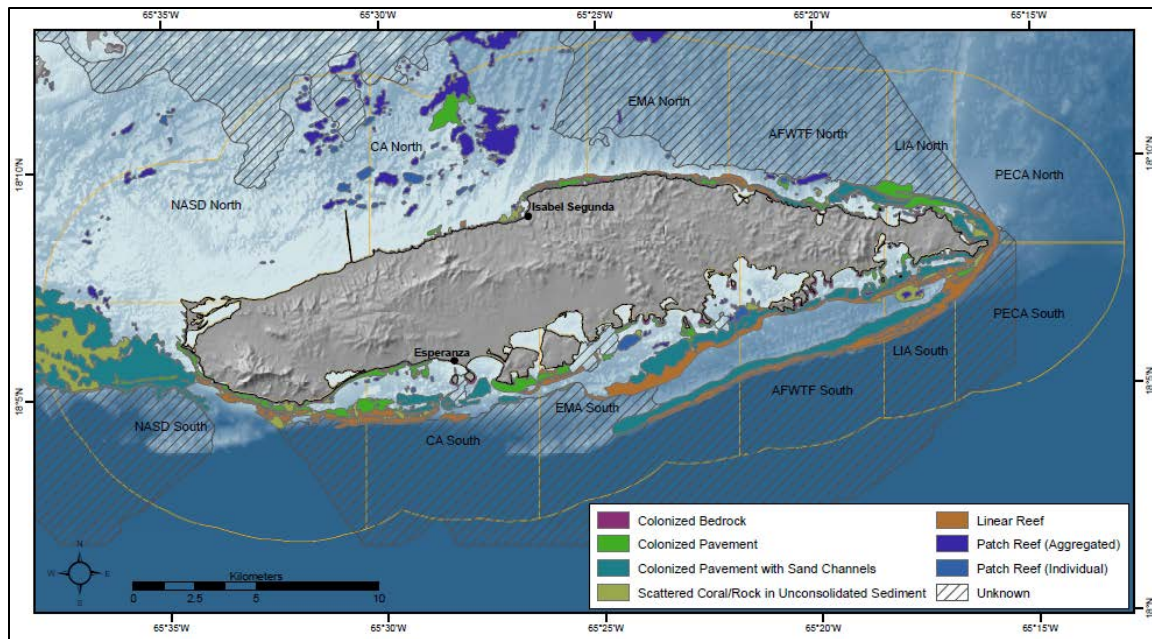 65°35'W 65°30'W 65°25'W 65°20'W 65°15'W
EMA North
AFWTF North
CA North
LIA North
18°10'N
18°10'N
PECA North
NASD North
Isabel Segunda
PECA South
LIA South
Esperanza
18°5'N
AFWTF South
18°5'N
EMA South
NASD South
CA South
Colonized Bedrock
Colonized Pavement
Colonized Pavement with Sand Channels
Scattered Coral/Rock in Unconsolidated Sediment
Linear Reef
Patch Reef (Aggregated)
Patch Reef (Individual)
Unknown
N
W E
S
Kilometers
0 2.5 5 10
18°N
65°35'W 65°30'W 65°25'W 65°20'W 65°15'W